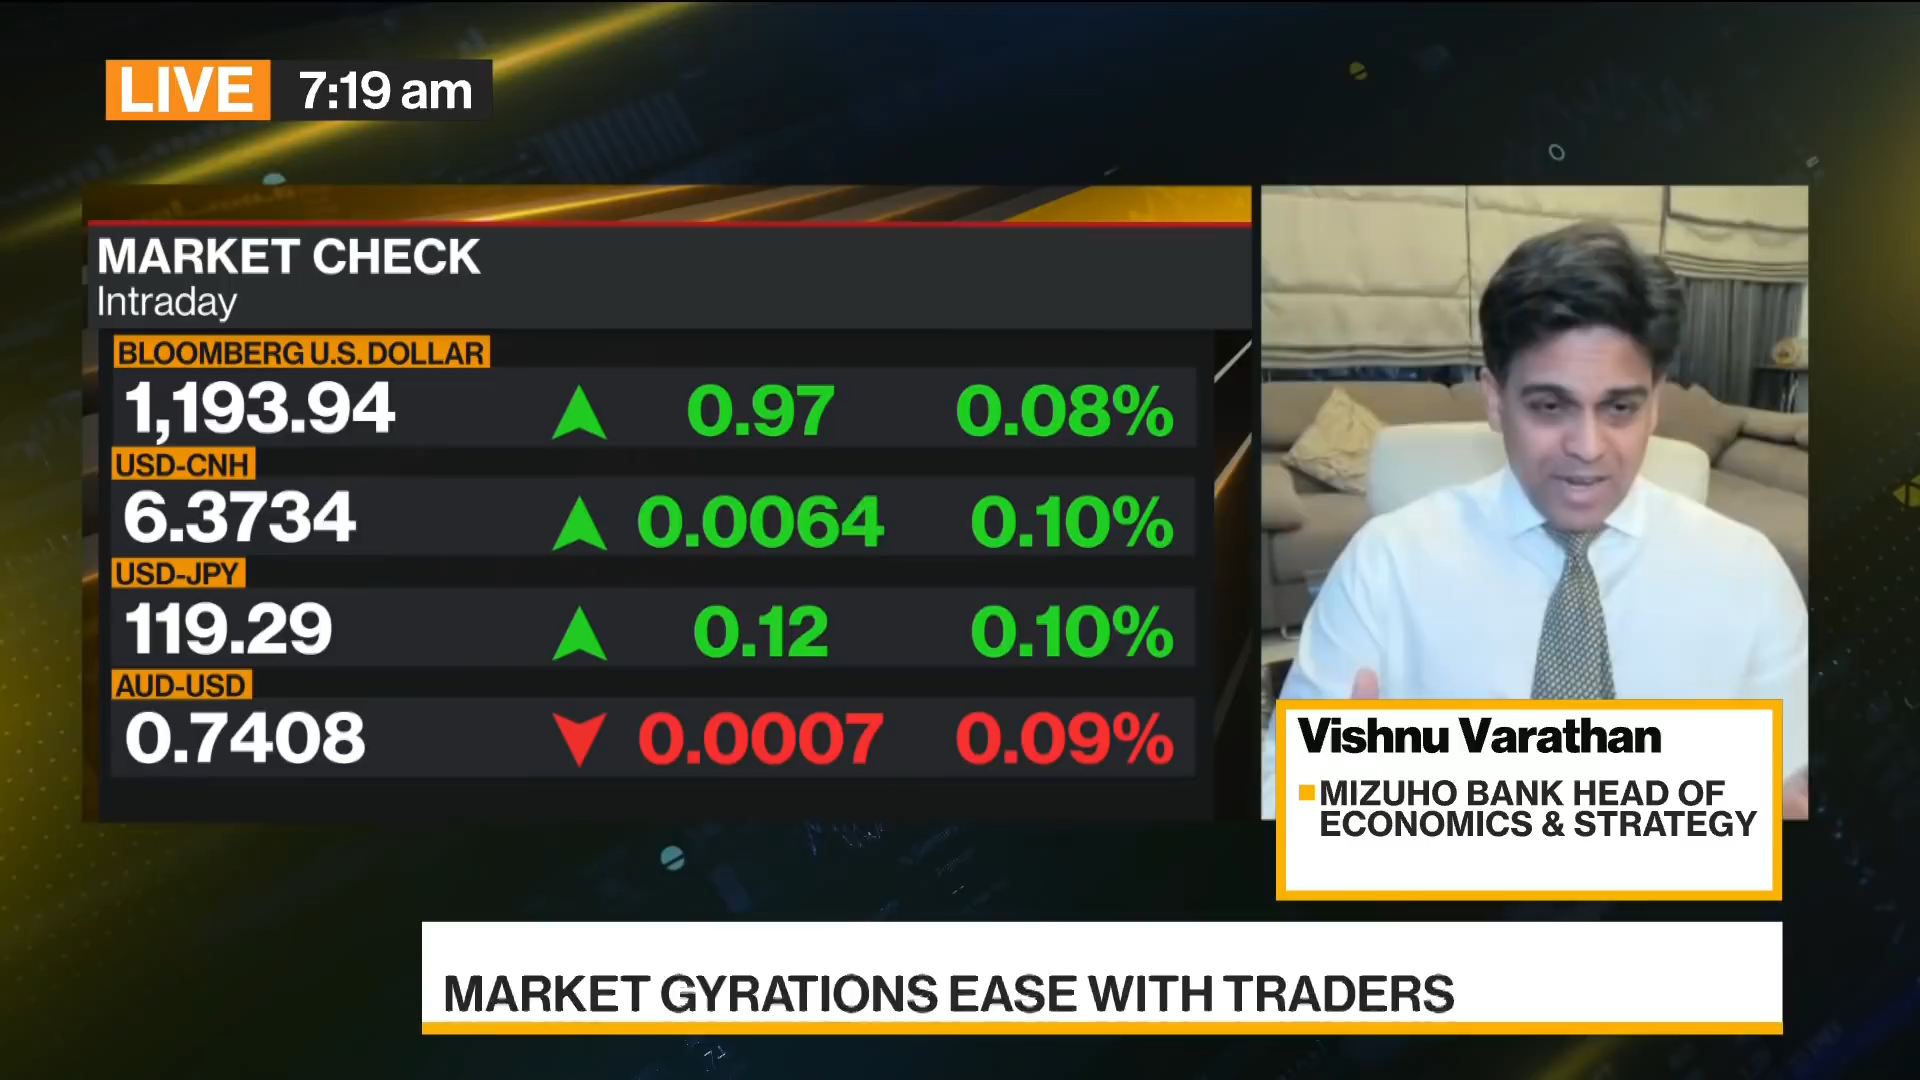 LIVE 7:19 am
MARKET CHECK
Intraday
BLOOMBERG U.S. DOLLAR
1,193.94 ▲ 0.97 0.08%
USD-CNH
6.3734 ▲ 0.0064 0.10%
USD-JPY
119.29 ▲ 0.12 0.10%
AUD-USD
0.7408 ▼ 0.0007 0.09%
Vishnu Varathan
MIZUHO BANK HEAD OF
ECONOMICS & STRATEGY
MARKET GYRATIONS EASE WITH TRADERS